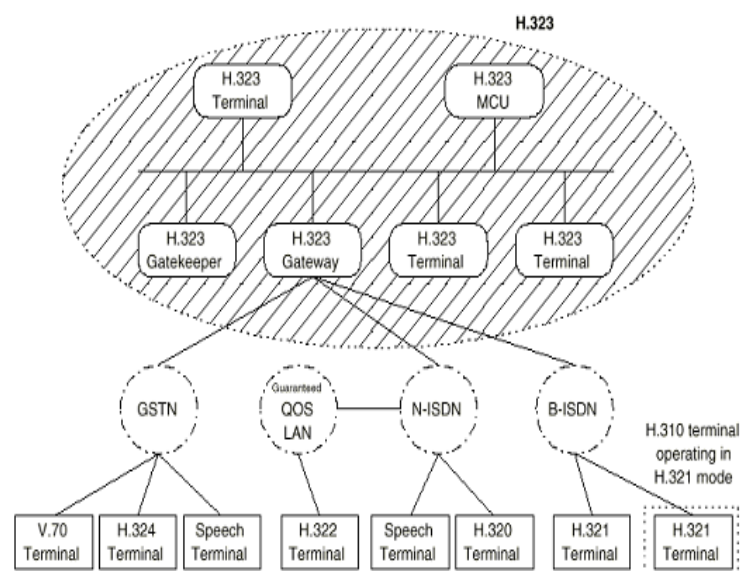 H.323
H.323
Terminal
H.323
MCU
H.323
Gatekeeper
H.323
Gateway
H.323
Terminal
H.323
Terminal
GSTN
Guaranteed
QOS
LAN
N-ISDN
B-ISDN
H.310 terminal
operating in
H.321 mode
V.70
Terminal
H.324
Terminal
Speech
Terminal
H.322
Terminal
Speech
Terminal
H.320
Terminal
H.321
Terminal
H.321
Terminal